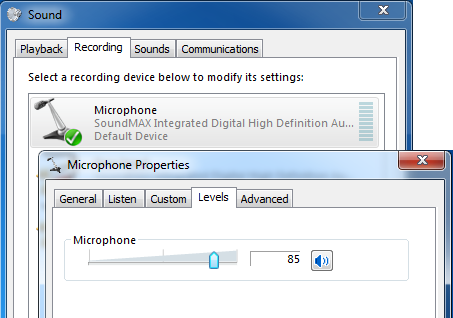 Sound
Playback Recording Sounds Communications
Select a recording device below to modify its settings:
Microphone
SoundMAX Integrated Digital High Definition Au...
Default Device
Microphone Properties
General Listen Custom Levels Advanced
Microphone
85